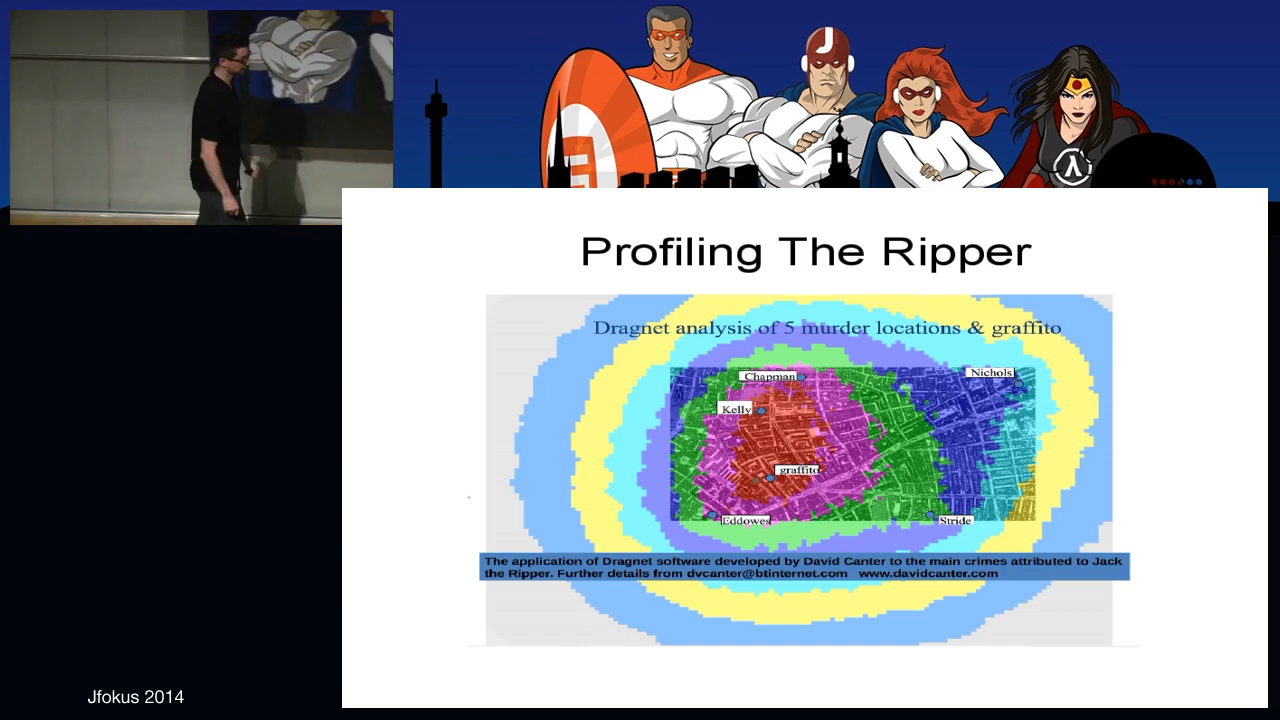 J
λ
Profiling The Ripper
Dragnet analysis of 5 murder locations & graffito
Chapman
Nichols
Kelly
graffito
Eddowes
Stride
The application of Dragnet software developed by David Canter to the main crimes attributed to Jack
the Ripper. Further details from dvcanter@btinternet.com www.davidcanter.com
Jfokus 2014